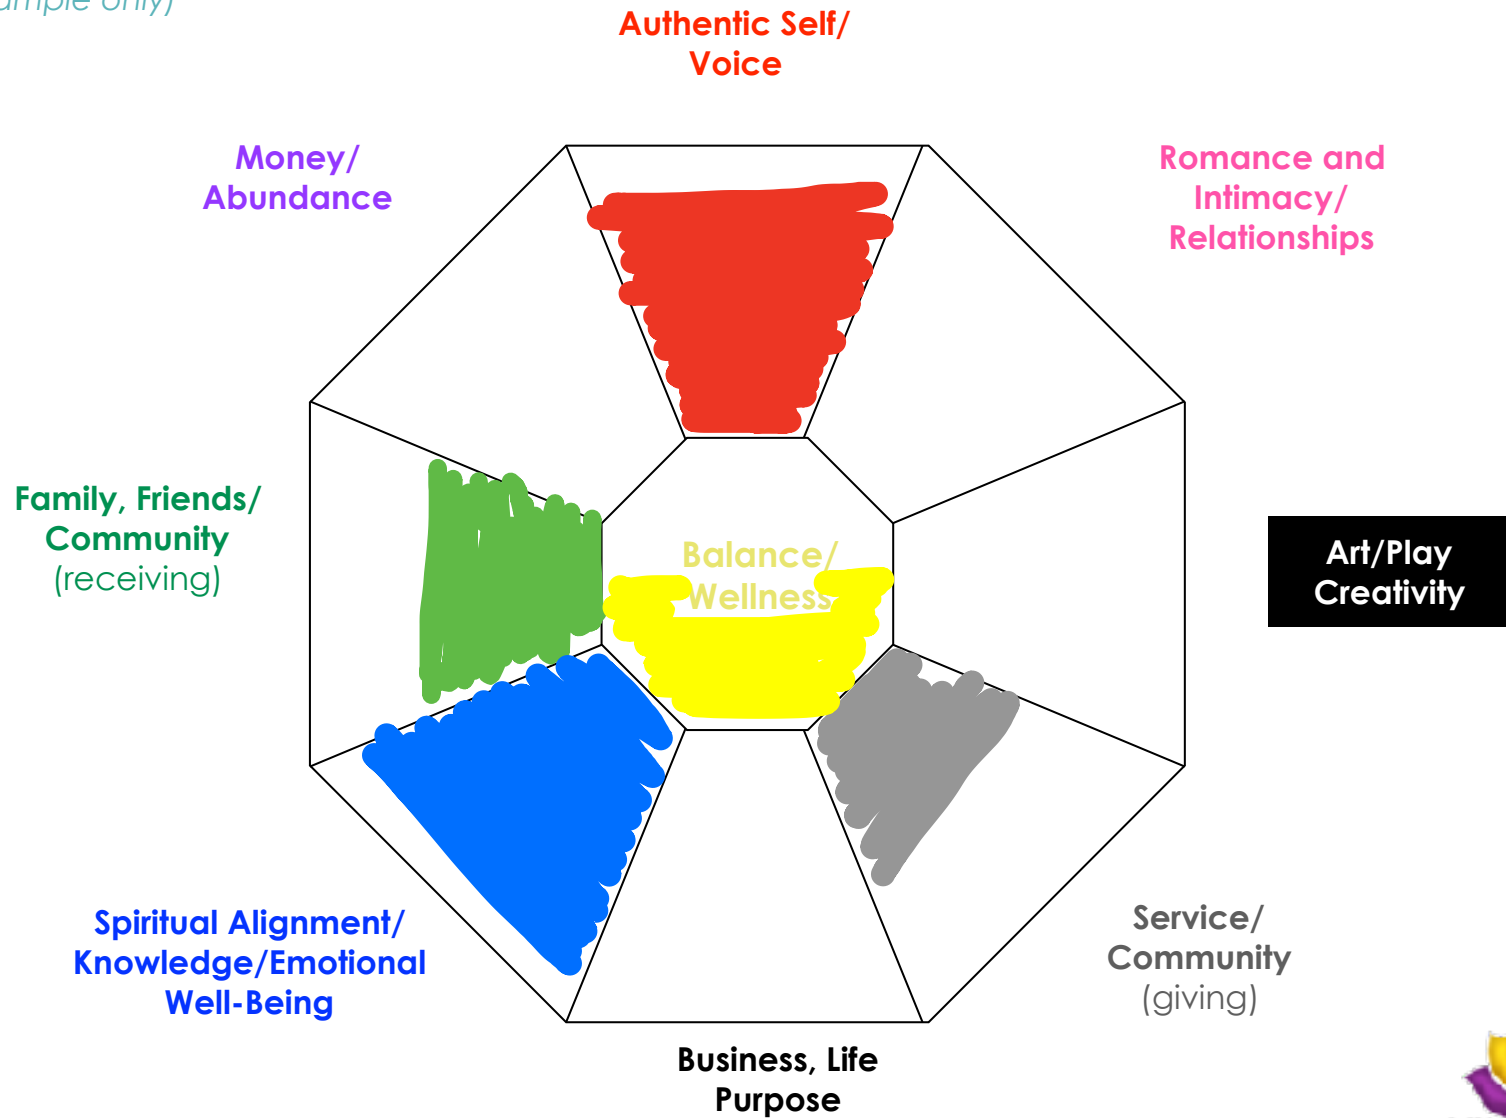 only)
Authentic Self/
Voice
Money/
Abundance
Romance and
Intimacy/
Relationships
Family, Friends/
Community
(receiving)
Balance/
Wellness
Art/Play
Creativity
Spiritual Alignment/
Knowledge/Emotional
Well-Being
Service/
Community
(giving)
Business, Life
Purpose